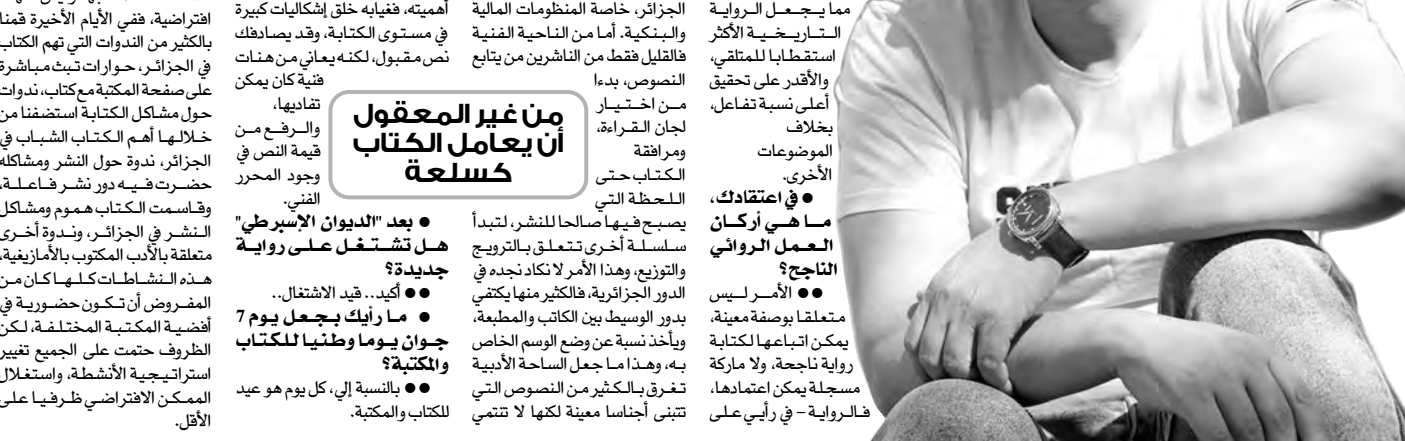 مما يجعل الرواية
التاريخية الأكثر
استقطابا للمتلقي،
والأقدر على تحقيق
أعلى نسبة تفاعل،
بخلاف
الموضوعات
الأخرى.
● في اعتقادك،
ما هي أركان
العمل الروائي
الناجح؟
●● الأمر ليس
متعلقا بوصفة معينة،
يمكن اتباعها لكتابة
رواية ناجحة، ولا ماركة
مسجلة يمكن اعتمادها،
فالرواية – في رأيي على
الجزائر، خاصة المنظومات المالية
والبنكية. أما من الناحية الفنية
فالقليل فقط من الناشرين من يتابع
النصوص، بدءا
من اختيار
لجان القراءة،
ومرافقة
الكتاب حتى
اللحظة التي
يصبح فيها صالحا للنشر، لتبدأ
سلسلة أخرى تتعلق بالترويج
والتوزيع، وهذا الأمر لا نكاد نجده في
الدور الجزائرية، فالكثير منها يكتفي
بدور الوسيط بين الكاتب والمطبعة،
ويأخذ نسبة عن وضع الوسم الخاص
به، وهذا ما جعل الساحة الأدبية
تغرق بالكثير من النصوص التي
تتبنى أجناسا معينة لكنها لا تنتمي
من غير المعقول
أن يعامل الكتاب
كسلعة
أهميته، فغيابه خلق إشكاليات كبيرة
في مستوى الكتابة، وقد يصادفك
نص مقبول، لكنه يعاني من هنات
فنية كان يمكن
تفاديها،
والرفع من
قيمة النص في
وجود المحرر
الفني.
● بعد "الديوان الإسبرطي"
هل تشتغل على رواية
جديدة؟
●● أكيد.. قيد الاشتغال..
● ما رأيك بجعل يوم 7
جوان يوما وطنيا للكتاب
والمكتبة؟
●● بالنسبة إلي، كل يوم هو عيد
للكتاب والمكتبة.
افتراضية، ففي الأيام الأخيرة قمنا
بالكثير من الندوات التي تهم الكتاب
في الجزائر، حوارات تبث مباشرة
على صفحة المكتبة مع كتاب، ندوات
حول مشاكل الكتابة استضفنا من
خلالها أهم الكتاب الشباب في
الجزائر، ندوة حول النشر ومشاكله
حضرت فيه دور نشر فاعلة،
وقاسمت الكتاب هموم ومشاكل
النشر في الجزائر، وندوة أخرى
متعلقة بالأدب المكتوب بالأمازيغية،
هذه النشاطات كلها كان من
المفروض أن تكون حضورية في
أفضية المكتبة المختلفة، لكن
الظروف حتمت على الجميع تغيير
استراتيجية الأنشطة، واستغلال
الممكن الافتراضي ظرفيا على
الأقل.